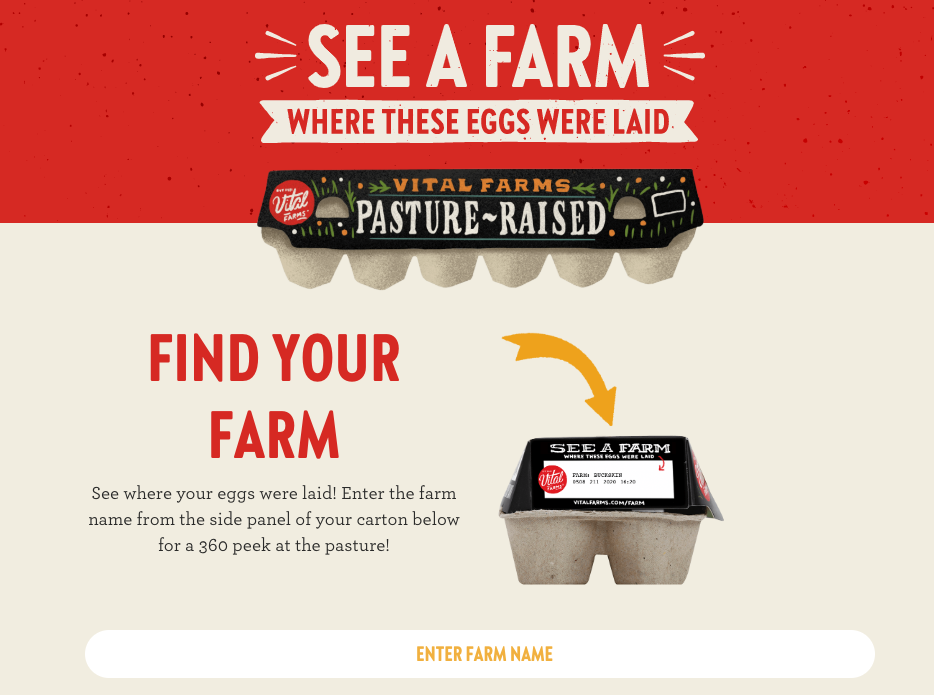 SEE A FARM
WHERE THESE EGGS WERE LAID
Vital
FARMS
VITAL FARMS
PASTURE~RAISED
FIND YOUR
FARM
See where your eggs were laid! Enter the farm
name from the side panel of your carton below
for a 360 peek at the pasture!
SEE A FARM
WHERE THESE EGGS WERE LAID
Vital
FARMS
FARM: BUCKSKIN
0508 211 2020 16:20
VITALFARMS.COM/FARM
ENTER FARM NAME